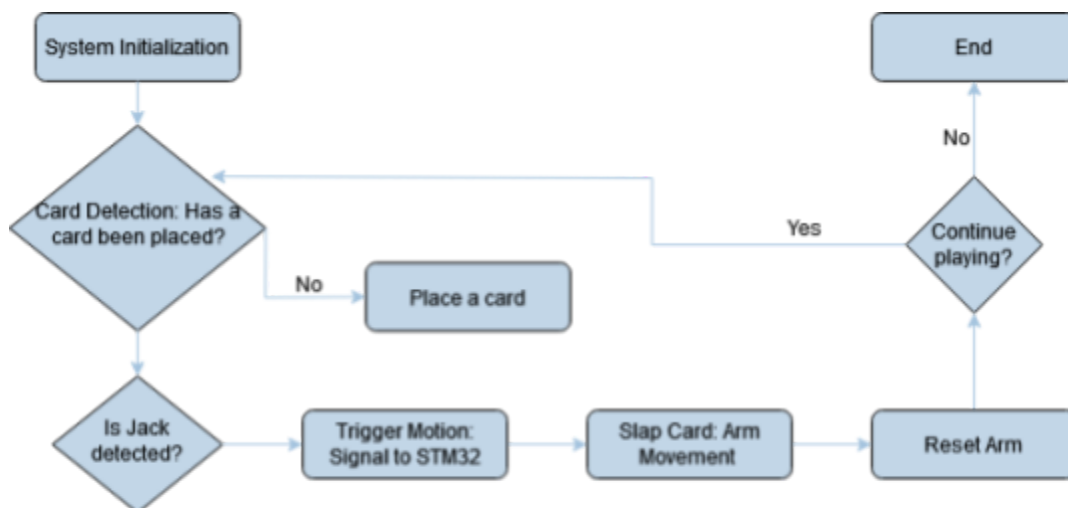 System Initialization
End
No
Card Detection: Has a
card been placed?
Yes
Continue
playing?
No
Place a card
Is Jack
detected?
Trigger Motion:
Signal to STM32
Slap Card: Arm
Movement
Reset Arm